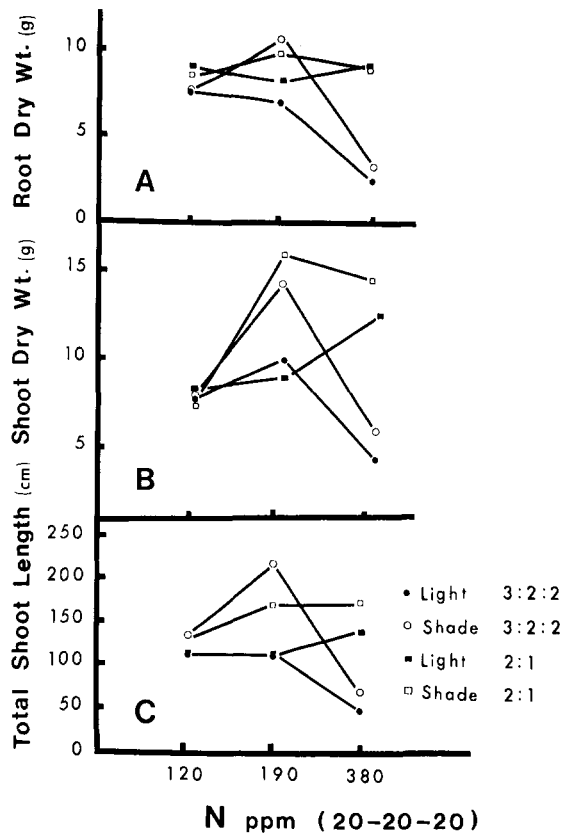 Root Dry Wt. (g)
10
5
0
A
Shoot Dry Wt. (g)
15
10
5
B
Total Shoot Length (cm)
250
200
150
100
50
0
C
Light 3:2:2
Shade 3:2:2
Light 2:1
Shade 2:1
120 190 380
N ppm (20-20-20)